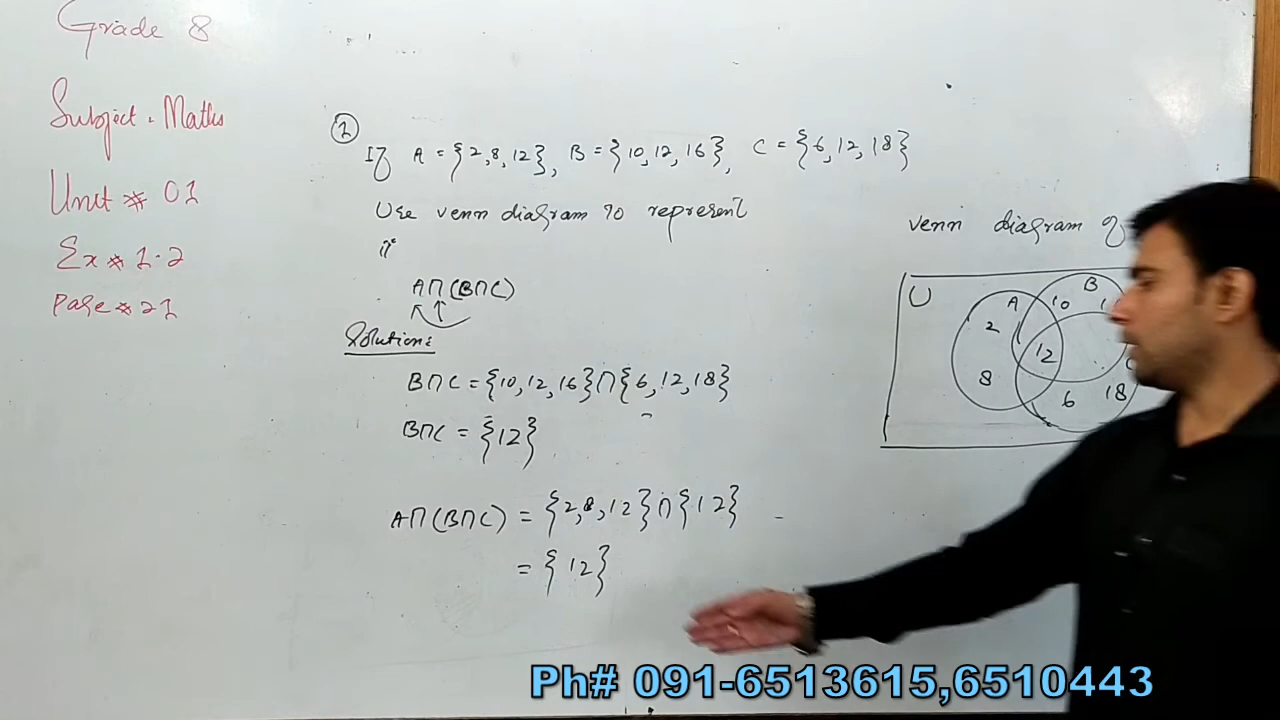 Grade 8
Subject. Maths
Unit # 01
Ex # 1.2
Page # 21
2
If A = {2,8,12}, B = {10,12,16}, C = {6,12,18}
Use venn diagram to represent
i.
A∩(B∩C)
Solution:
B∩C = {10,12,16}∩{6,12,18}
B∩C = {12}
A∩(B∩C) = {2,8,12}∩{12}
= {12}
venn diagram of
U
A
B
10
2
12
8
6
18
Ph# 091-6513615,6510443